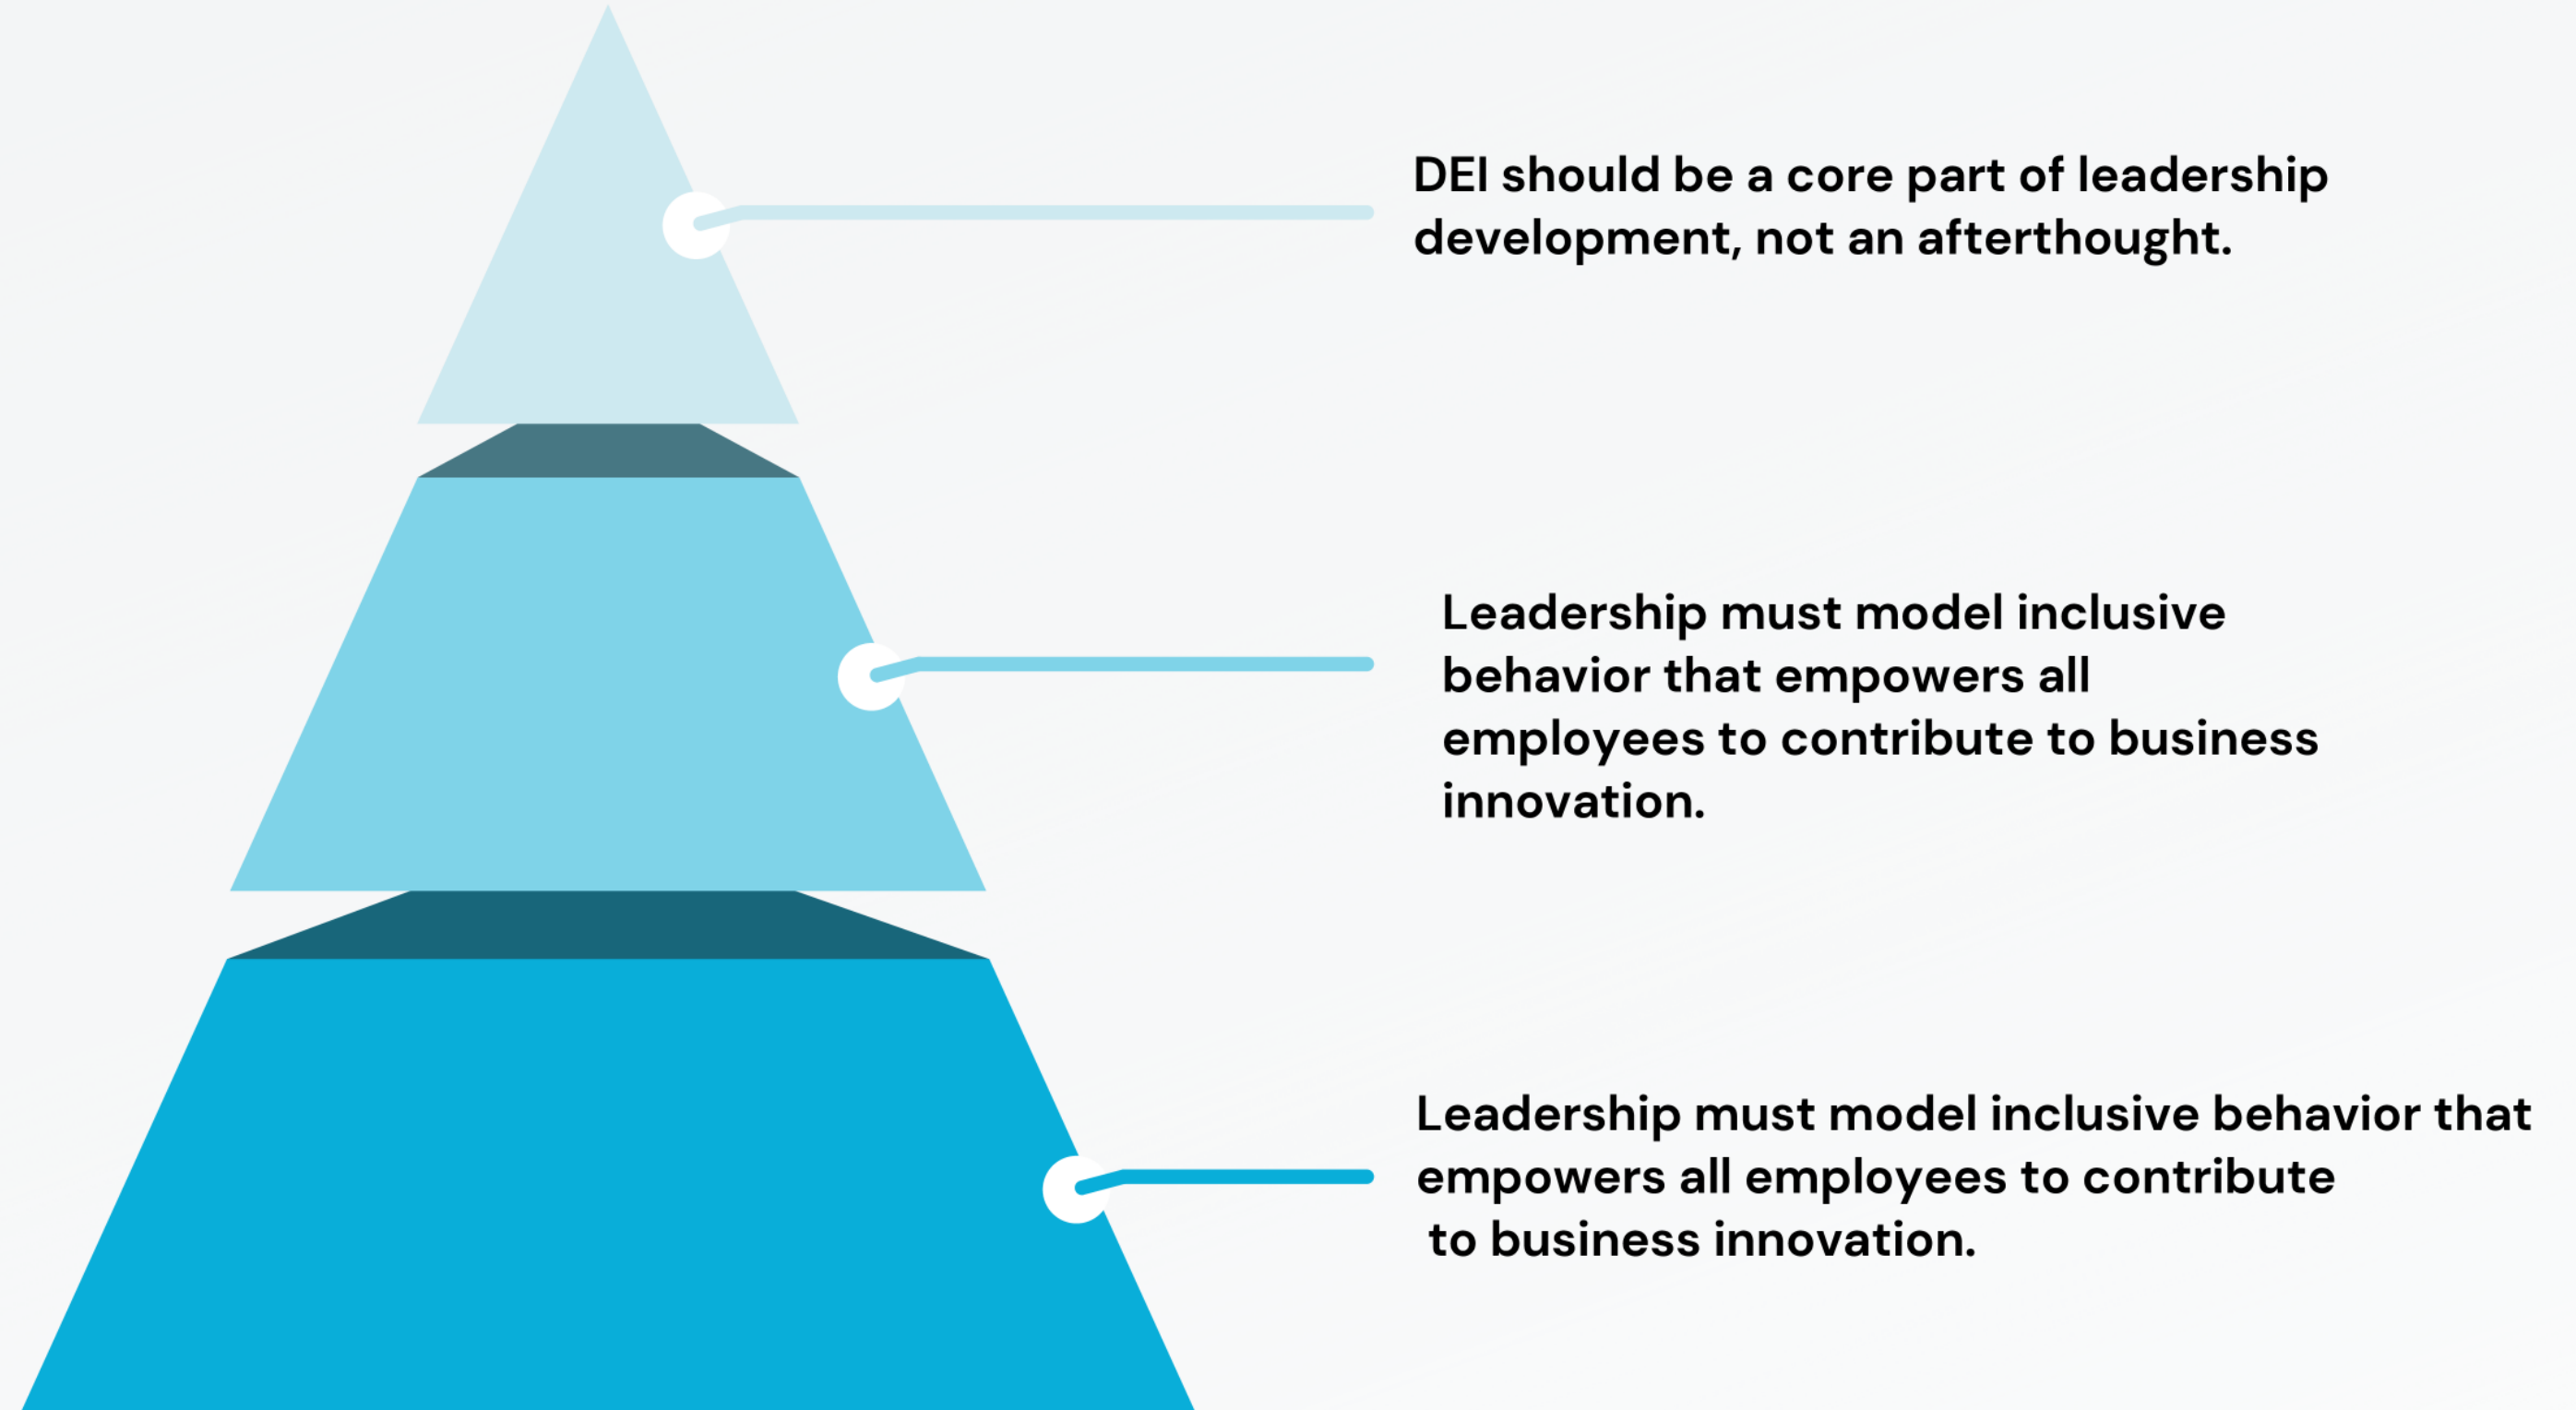 DEI should be a core part of leadership
development, not an afterthought.
Leadership must model inclusive
behavior that empowers all
employees to contribute to business
innovation.
Leadership must model inclusive behavior that
empowers all employees to contribute
to business innovation.